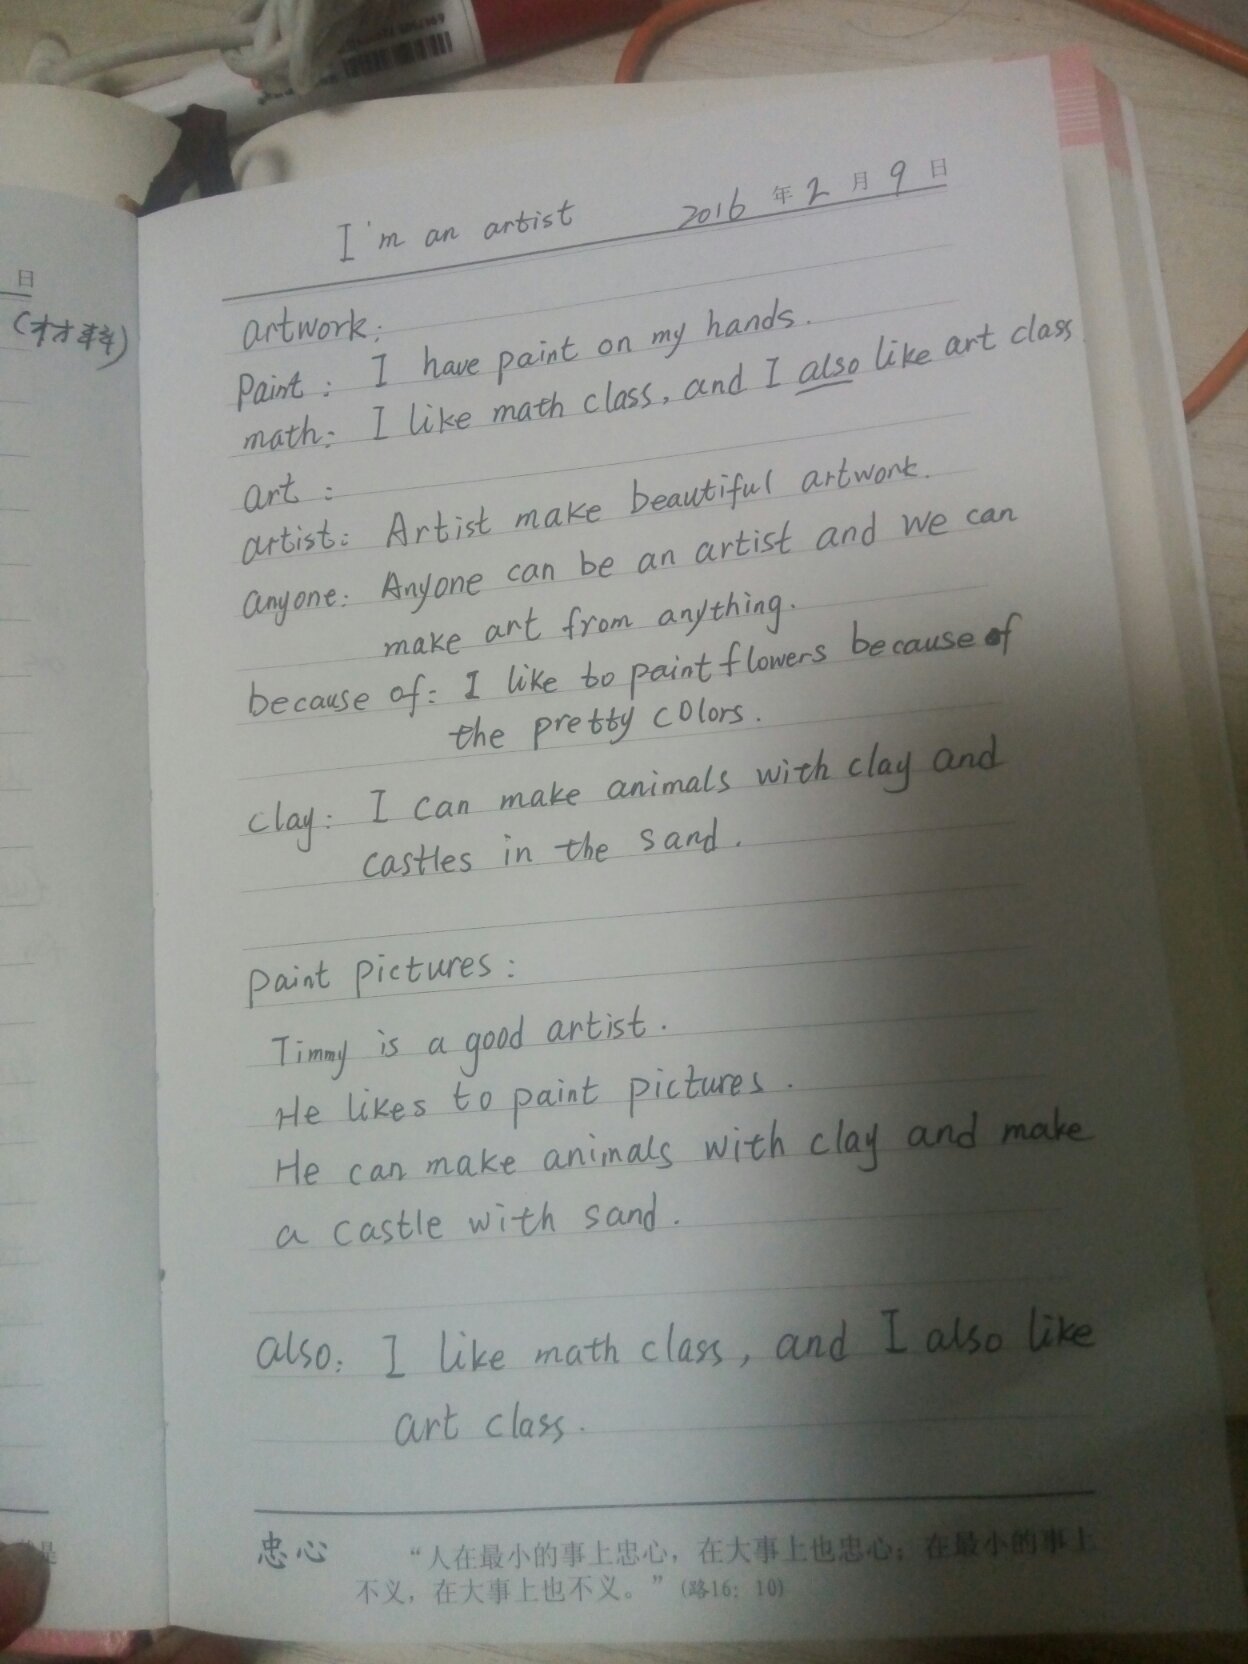 日
(材料)
I'm an artist 2016 年 2 月 9 日
artwork:
Paint: I have paint on my hands.
math: I like math class, and I also like art class
art:
artist: Artist make beautiful artwork.
anyone: Anyone can be an artist and we can
make art from anything.
because of: I like to paint flowers because of
the pretty colors.
clay: I can make animals with clay and
castles in the sand.
paint pictures:
Timmy is a good artist.
He likes to paint pictures.
He can make animals with clay and make
a castle with sand.
also: I like math class, and I also like
art class.
忠心 “人在最小的事上忠心，在大事上也忠心；在最小的事上
不义，在大事上也不义。”(路16：10)